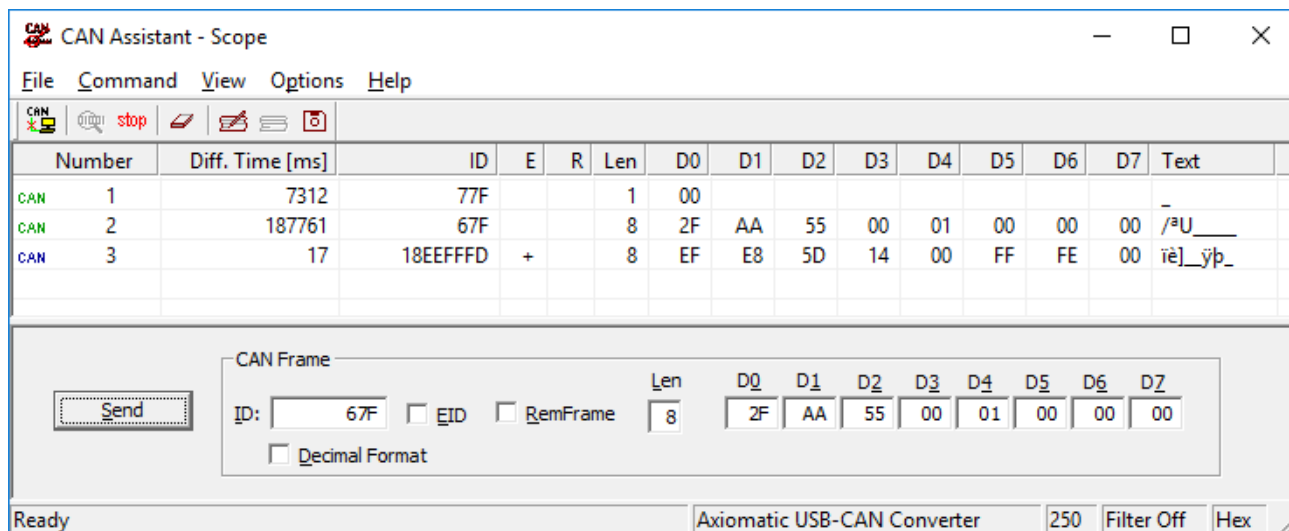 CAN Assistant - Scope
File Command View Options Help
CAN stop
Number Diff. Time [ms] ID E R Len D0 D1 D2 D3 D4 D5 D6 D7 Text
CAN 1 7312 77F 1 00 _
CAN 2 187761 67F 8 2F AA 55 00 01 00 00 00 /ªU_____
CAN 3 17 18EEFFFD + 8 EF E8 5D 14 00 FF FE 00 ïè]__ÿþ_
CAN Frame
Len D0 D1 D2 D3 D4 D5 D6 D7
Send ID: 67F EID RemFrame 8 2F AA 55 00 01 00 00 00
Decimal Format
Ready Axiomatic USB-CAN Converter 250 Filter Off Hex